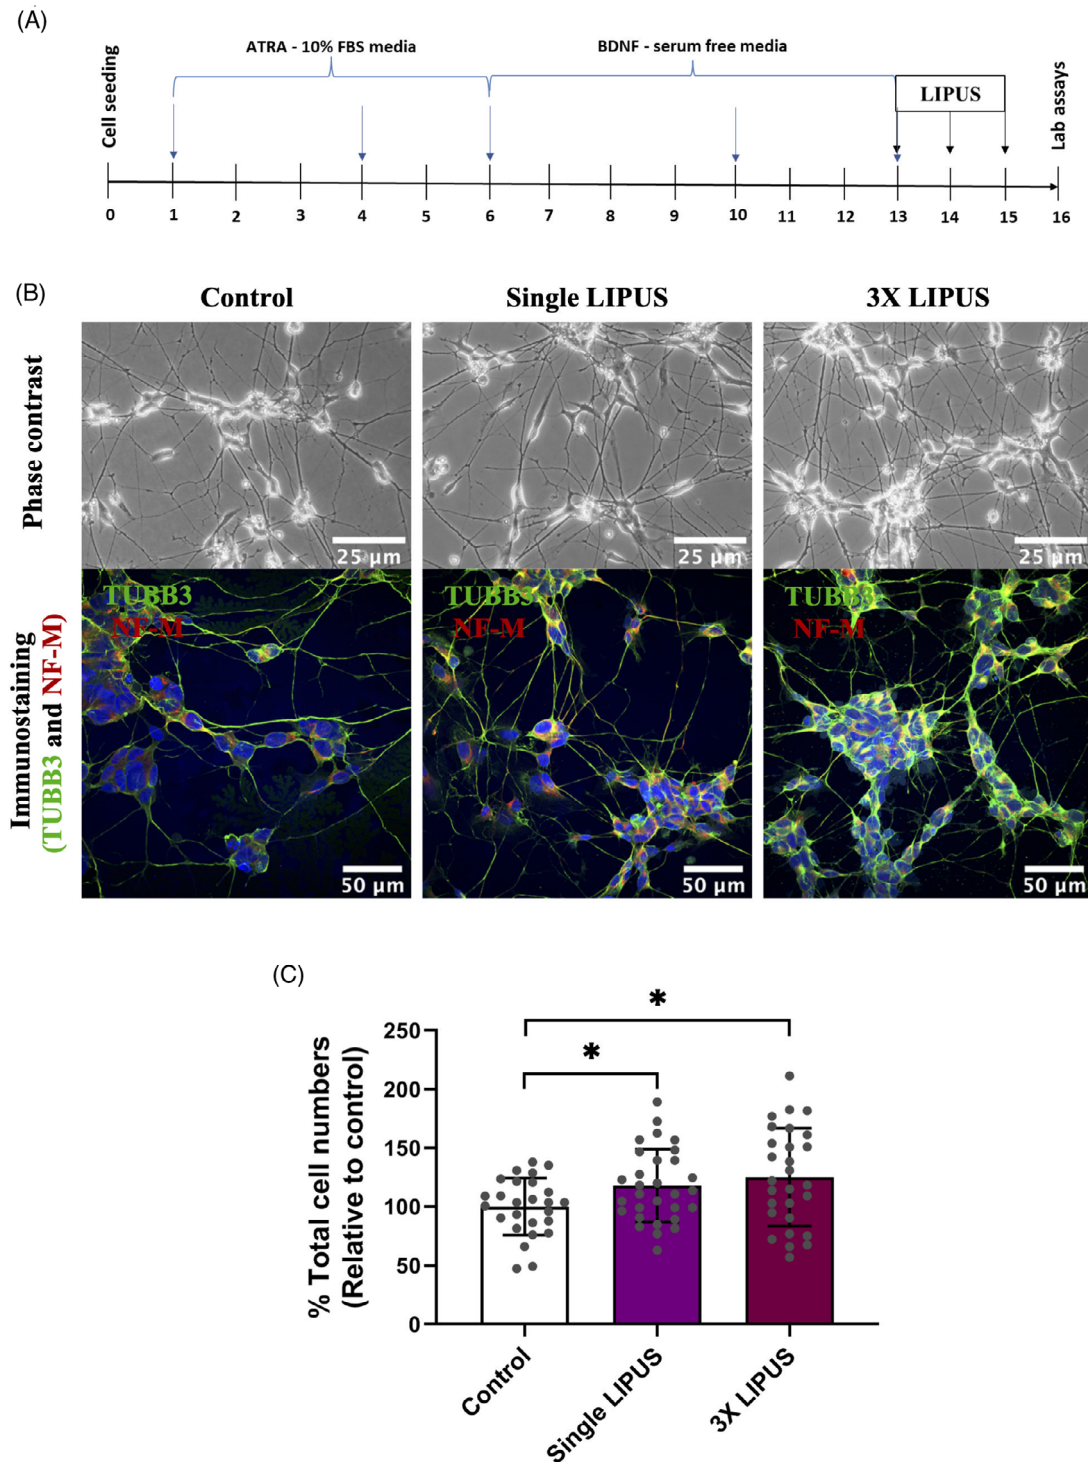 (A)
ATRA - 10% FBS media
BDNF - serum free media
Cell seeding
LIPUS
Lab assays
0 1 2 3 4 5 6 7 8 9 10 11 12 13 14 15 16
(B)
Control Single LIPUS 3X LIPUS
Phase contrast
25 μm 25 μm 25 μm
Immunostaining
(TUBB3 and NF-M)
TUBB3 TUBB3 TUBB3
NF-M NF-M NF-M
50 μm 50 μm 50 μm
(C)
% Total cell numbers
(Relative to control)
250
200
150
100
50
0
* *
Control Single LIPUS 3X LIPUS